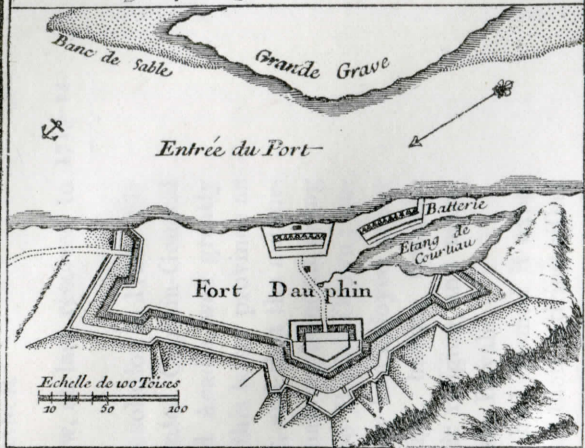 Banc de Sable
Grande Grave
Entrée du Port
Batterie
Etang de
Courtiau
Fort Dauphin
Echelle de 100 Toises
10 50 100